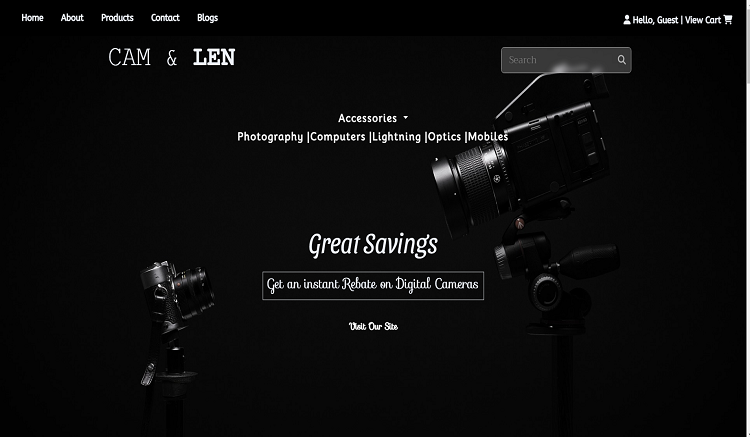 Home About Products Contact Blogs
Hello, Guest | View Cart
CAM & LEN
Search
Accessories
Photography |Computers |Lightning |Optics |Mobiles
Great Savings
Get an instant Rebate on Digital Cameras
Visit Our Site